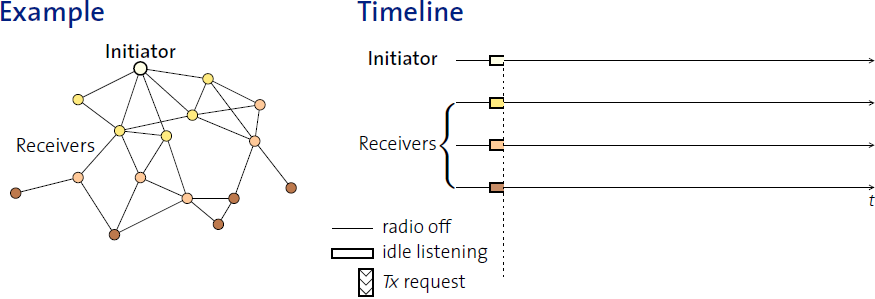 Example
Initiator
Receivers
Timeline
Initiator
Receivers
t
radio off
idle listening
Tx request